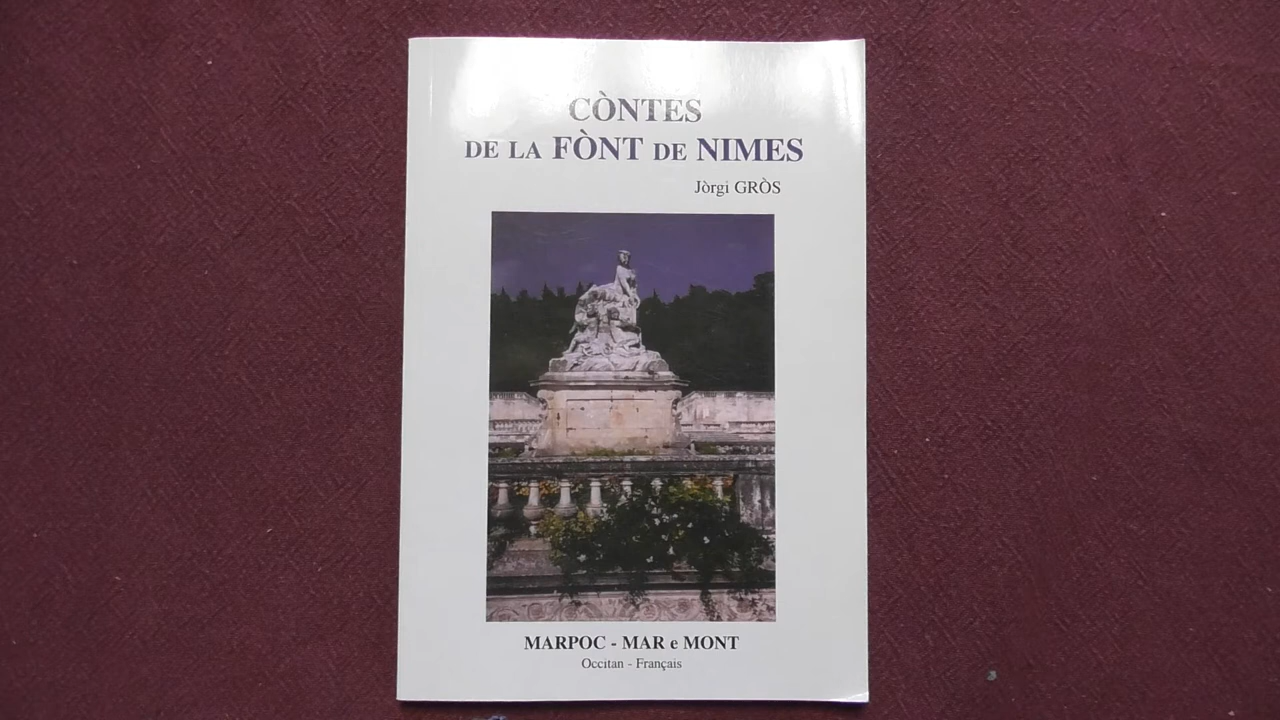 CÒNTES
DE LA FÒNT DE NIMES
Jòrgi GRÒS
MARPOC - MAR e MONT
Occitan - Français